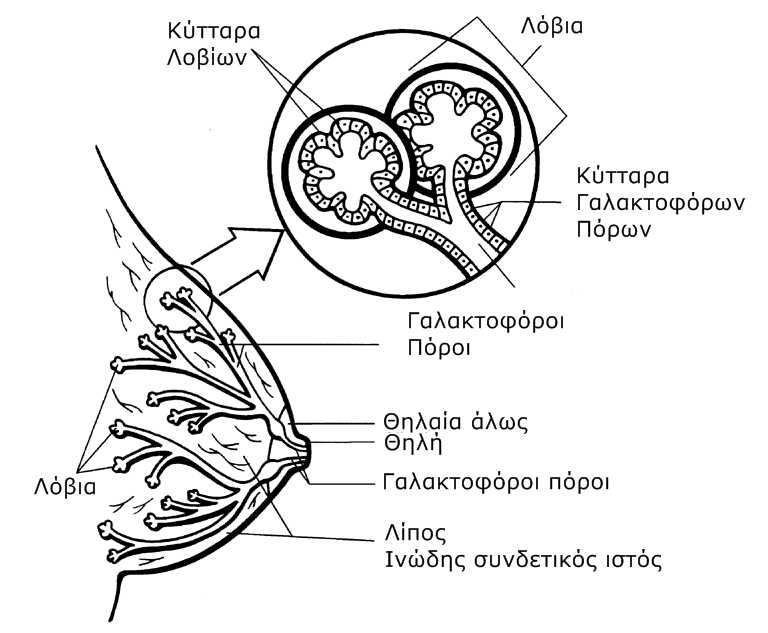 Κύτταρα
Λοβίων
Λόβια
Κύτταρα
Γαλακτοφόρων
Πόρων
Γαλακτοφόροι
Πόροι
Θηλαία άλως
Θηλή
Γαλακτοφόροι πόροι
Λόβια
Λίπος
Ινώδης συνδετικός ιστός